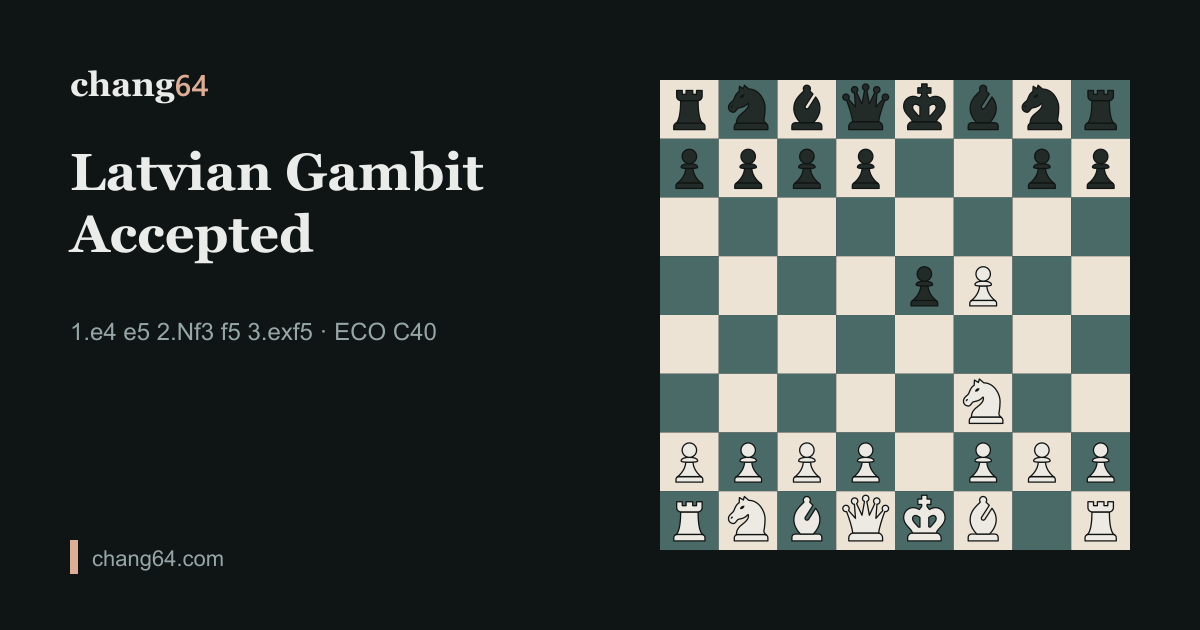 chang64
Latvian Gambit
Accepted
1.e4 e5 2.Nf3 f5 3.exf5 · ECO C40
chang64.com